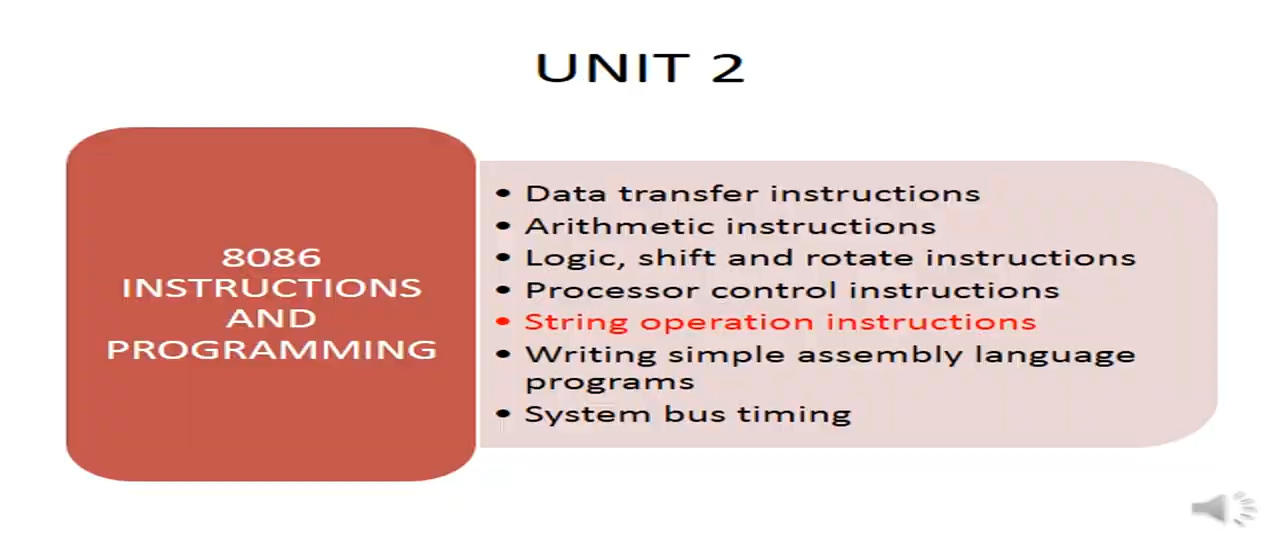 UNIT 2
8086
INSTRUCTIONS
AND
PROGRAMMING
• Data transfer instructions
• Arithmetic instructions
• Logic, shift and rotate instructions
• Processor control instructions
• String operation instructions
• Writing simple assembly language
programs
• System bus timing